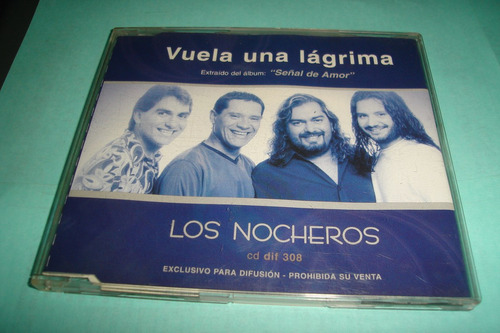 Vuela una lágrima
Extraído del álbum: "Señal de Amor"
LOS NOCHEROS
cd dif 308
EXCLUSIVO PARA DIFUSIÓN - PROHIBIDA SU VENTA